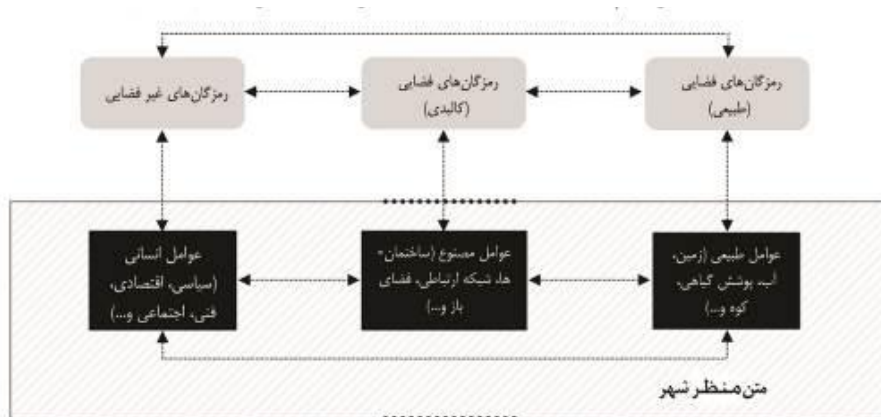 رمزگان‌های فضایی
(طبیعی)
رمزگان‌های فضایی
(کالبدی)
رمزگان‌های غیر فضایی
عوامل طبیعی (زمین،
آب، پوشش گیاهی،
کوه و...)
عوامل مصنوع (ساختمان-
ها، شبکه ارتباطی، فضای
باز و...)
عوامل انسانی
(سیاسی، اقتصادی،
فنی، اجتماعی و...)
متن منظر شهر